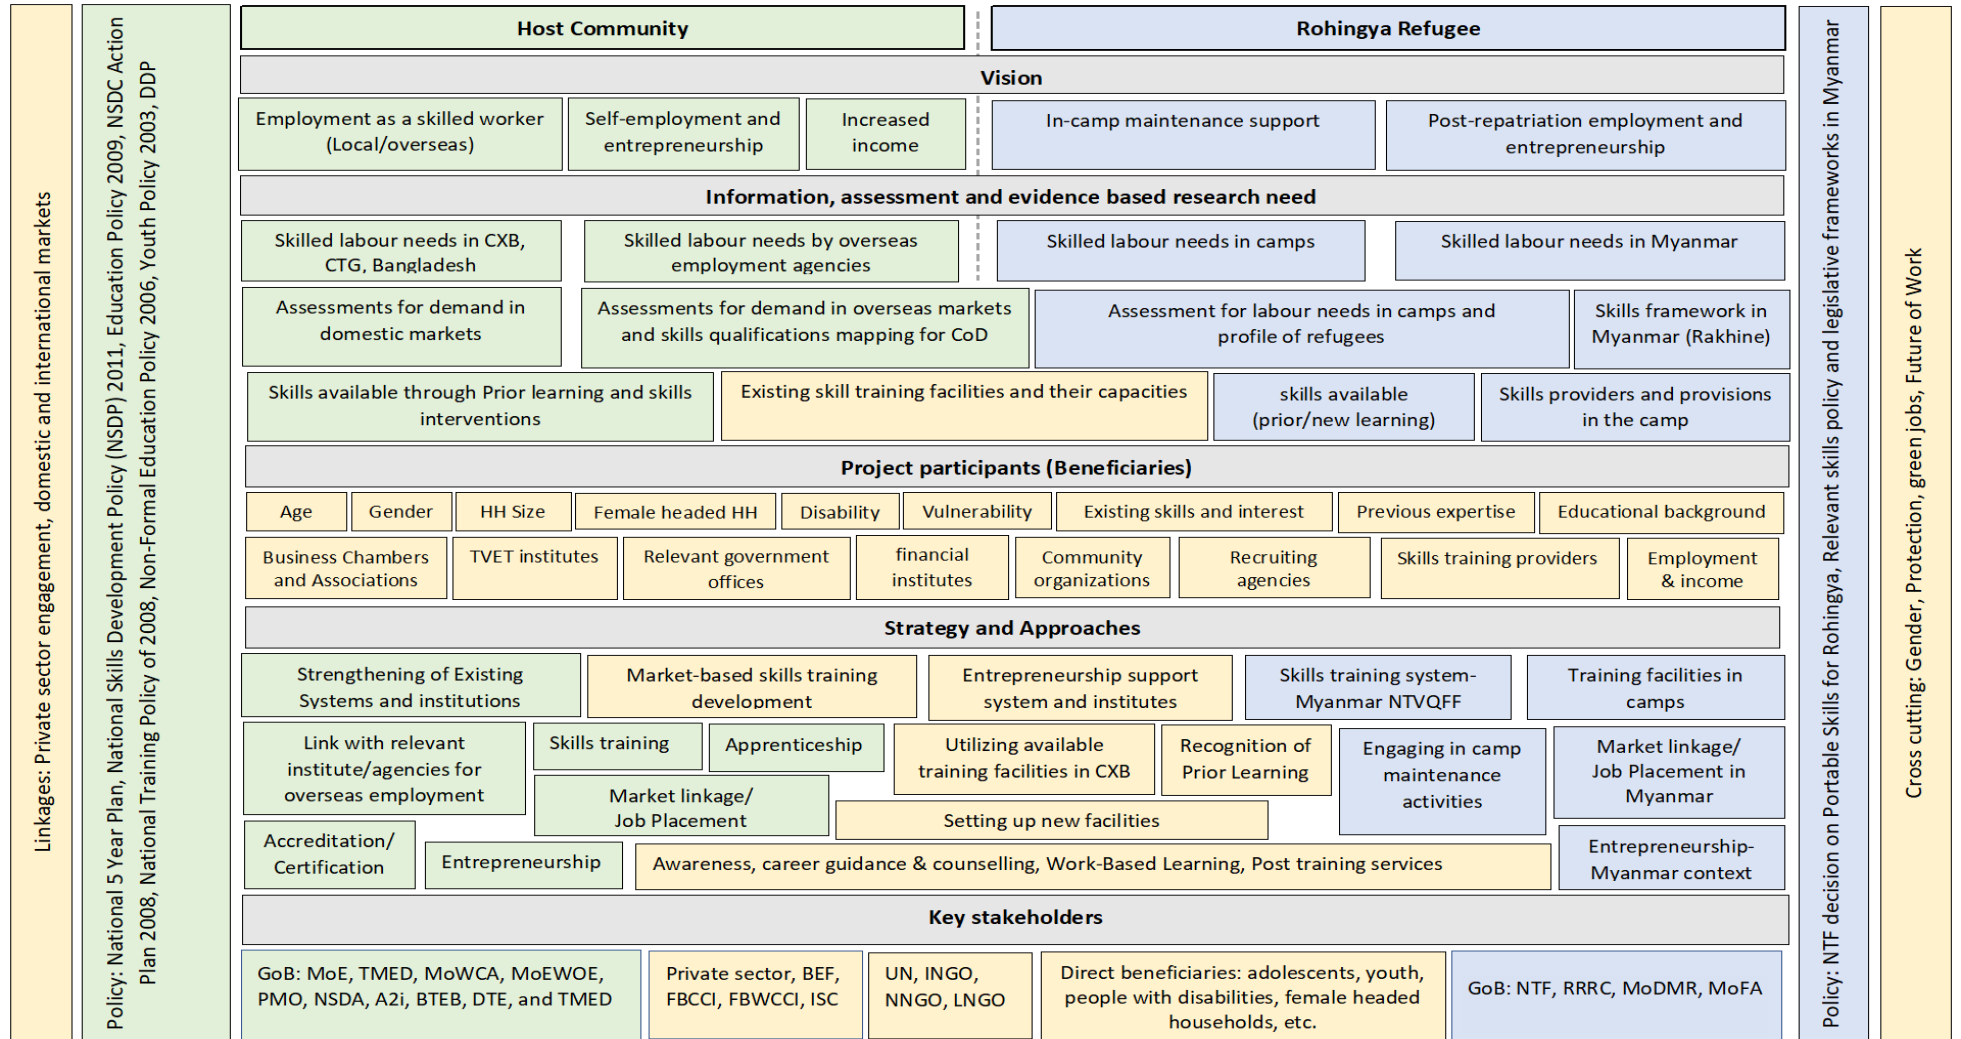 Linkages: Private sector engagement, domestic and international markets
Policy: National 5 Year Plan, National Skills Development Policy (NSDP) 2011, Education Policy 2009, NSDC Action
Plan 2008, National Training Policy of 2008, Non-Formal Education Policy 2006, Youth Policy 2003, DDP
Host Community
Rohingya Refugee
Vision
Employment as a skilled worker
(Local/overseas)
Self-employment and
entrepreneurship
Increased
income
In-camp maintenance support
Post-repatriation employment and
entrepreneurship
Information, assessment and evidence based research need
Skilled labour needs in CXB,
CTG, Bangladesh
Skilled labour needs by overseas
employment agencies
Skilled labour needs in camps
Skilled labour needs in Myanmar
Assessments for demand in
domestic markets
Assessments for demand in overseas markets
and skills qualifications mapping for CoD
Assessment for labour needs in camps and
profile of refugees
Skills framework in
Myanmar (Rakhine)
Skills available through Prior learning and skills
interventions
Existing skill training facilities and their capacities
skills available
(prior/new learning)
Skills providers and provisions
in the camp
Project participants (Beneficiaries)
Age
Gender
HH Size
Female headed HH
Disability
Vulnerability
Existing skills and interest
Previous expertise
Educational background
Business Chambers
and Associations
TVET institutes
Relevant government
offices
financial
institutes
Community
organizations
Recruiting
agencies
Skills training providers
Employment
& income
Strategy and Approaches
Strengthening of Existing
Systems and institutions
Market-based skills training
development
Entrepreneurship support
system and institutes
Skills training system-
Myanmar NTVQFF
Training facilities in
camps
Link with relevant
institute/agencies for
overseas employment
Skills training
Apprenticeship
Utilizing available
training facilities in CXB
Recognition of
Prior Learning
Engaging in camp
maintenance
activities
Market linkage/
Job Placement in
Myanmar
Market linkage/
Job Placement
Setting up new facilities
Accreditation/
Certification
Entrepreneurship
Awareness, career guidance & counselling, Work-Based Learning, Post training services
Entrepreneurship-
Myanmar context
Key stakeholders
GoB: MoE, TMED, MoWCA, MoEWOE,
PMO, NSDA, A2i, BTEB, DTE, and TMED
Private sector, BEF,
FBCCI, FBWCCI, ISC
UN, INGO,
NNGO, LNGO
Direct beneficiaries: adolescents, youth,
people with disabilities, female headed
households, etc.
GoB: NTF, RRRC, MoDMR, MoFA
Policy: NTF decision on Portable Skills for Rohingya, Relevant skills policy and legislative frameworks in Myanmar
Cross cutting: Gender, Protection, green jobs, Future of Work